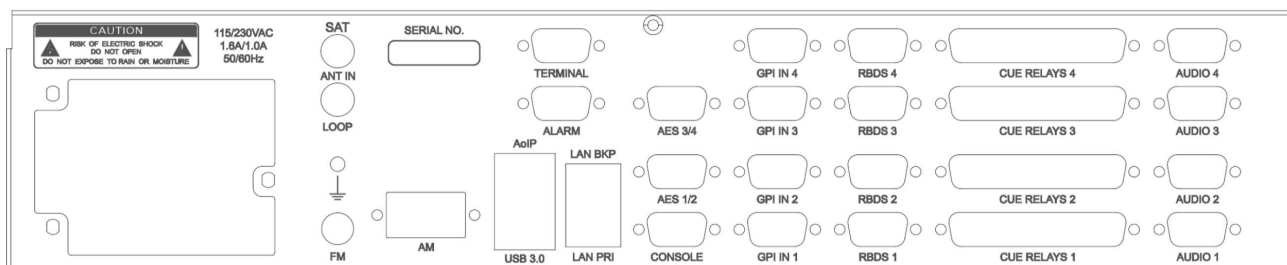 CAUTION
RISK OF ELECTRIC SHOCK
DO NOT OPEN
DO NOT EXPOSE TO RAIN OR MOISTURE
115/230VAC
1.6A/1.0A
50/60Hz
SAT
ANT IN
LOOP
FM
SERIAL NO.
AM
TERMINAL
ALARM
AoIP
USB 3.0
LAN BKP
LAN PRI
AES 3/4
AES 1/2
CONSOLE
GPI IN 4
GPI IN 3
GPI IN 2
GPI IN 1
RBDS 4
RBDS 3
RBDS 2
RBDS 1
CUE RELAYS 4
CUE RELAYS 3
CUE RELAYS 2
CUE RELAYS 1
AUDIO 4
AUDIO 3
AUDIO 2
AUDIO 1